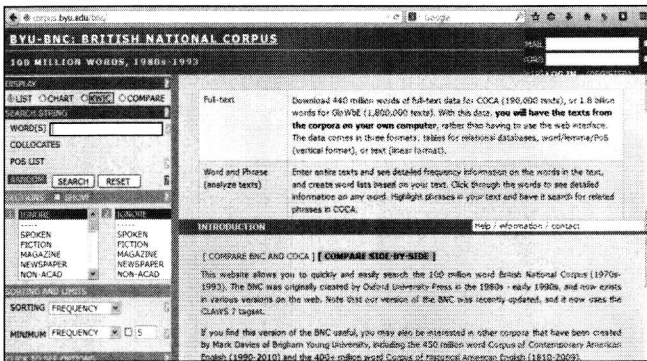 corpus.byu.edu/bnc/
Google
BYU-BNC: BRITISH NATIONAL CORPUS
100 MILLION WORDS, 1980s-1993
DISPLAY
LIST CHART KWIC COMPARE
SEARCH STRING
WORD(S)
COLLOCATES
POS LIST
RANDOM SEARCH RESET
SECTIONS SHOW
1 IGNORE 2 IGNORE
SPOKEN SPOKEN
FICTION FICTION
MAGAZINE MAGAZINE
NEWSPAPER NEWSPAPER
NON-ACAD NON-ACAD
SORTING AND LIMITS
SORTING FREQUENCY
MINIMUM FREQUENCY 5
CLICK TO SEE OPTIONS
Full-text
Download 440 million words of full-text data for COCA (190,000 texts), or 1.8 billion
words for GloWbE (1,800,000 texts). With this data, you will have the texts from
the corpora on your own computer, rather than having to use the web interface.
The data comes in three formats: tables for relational databases, word/lemma/PoS
(vertical format), or text (linear format).
Word and Phrase
(analyze texts)
Enter entire texts and see detailed frequency information on the words in the text,
and create word lists based on your text. Click through the words to see detailed
information on any word. Highlight phrases in your text and have it search for related
phrases in COCA.
INTRODUCTION
Help / information / contact
[ COMPARE BNC AND COCA ] [ COMPARE SIDE-BY-SIDE ]
This website allows you to quickly and easily search the 100 million word British National Corpus (1970s-
1993). The BNC was originally created by Oxford University Press in the 1980s - early 1990s, and now exists
in various versions on the web. Note that our version of the BNC was recently updated, and it now uses the
CLAWS 7 tagset.
If you find this version of the BNC useful, you may also be interested in other corpora that have been created
by Mark Davies of Brigham Young University, including the 450 million word Corpus of Contemporary American
English (1990-2010) and the 400+ million word Corpus of Historical American English (1810-2009).